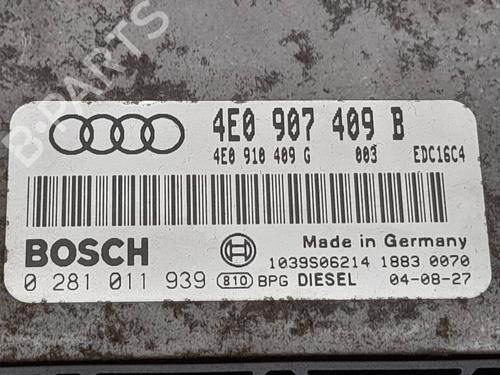 B-PARTS
4E0 907 409 B
4E0 910 409 G 003 EDC16C4
BOSCH
Made in Germany
1039S06214 1883 0070
0 281 011 939 810 BPG DIESEL 04-08-27